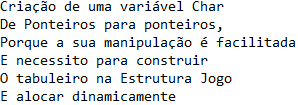 Criação de uma variável Char
De Ponteiros para ponteiros,
Porque a sua manipulação é facilitada
E necessito para construir
O tabuleiro na Estrutura Jogo
E alocar dinamicamente